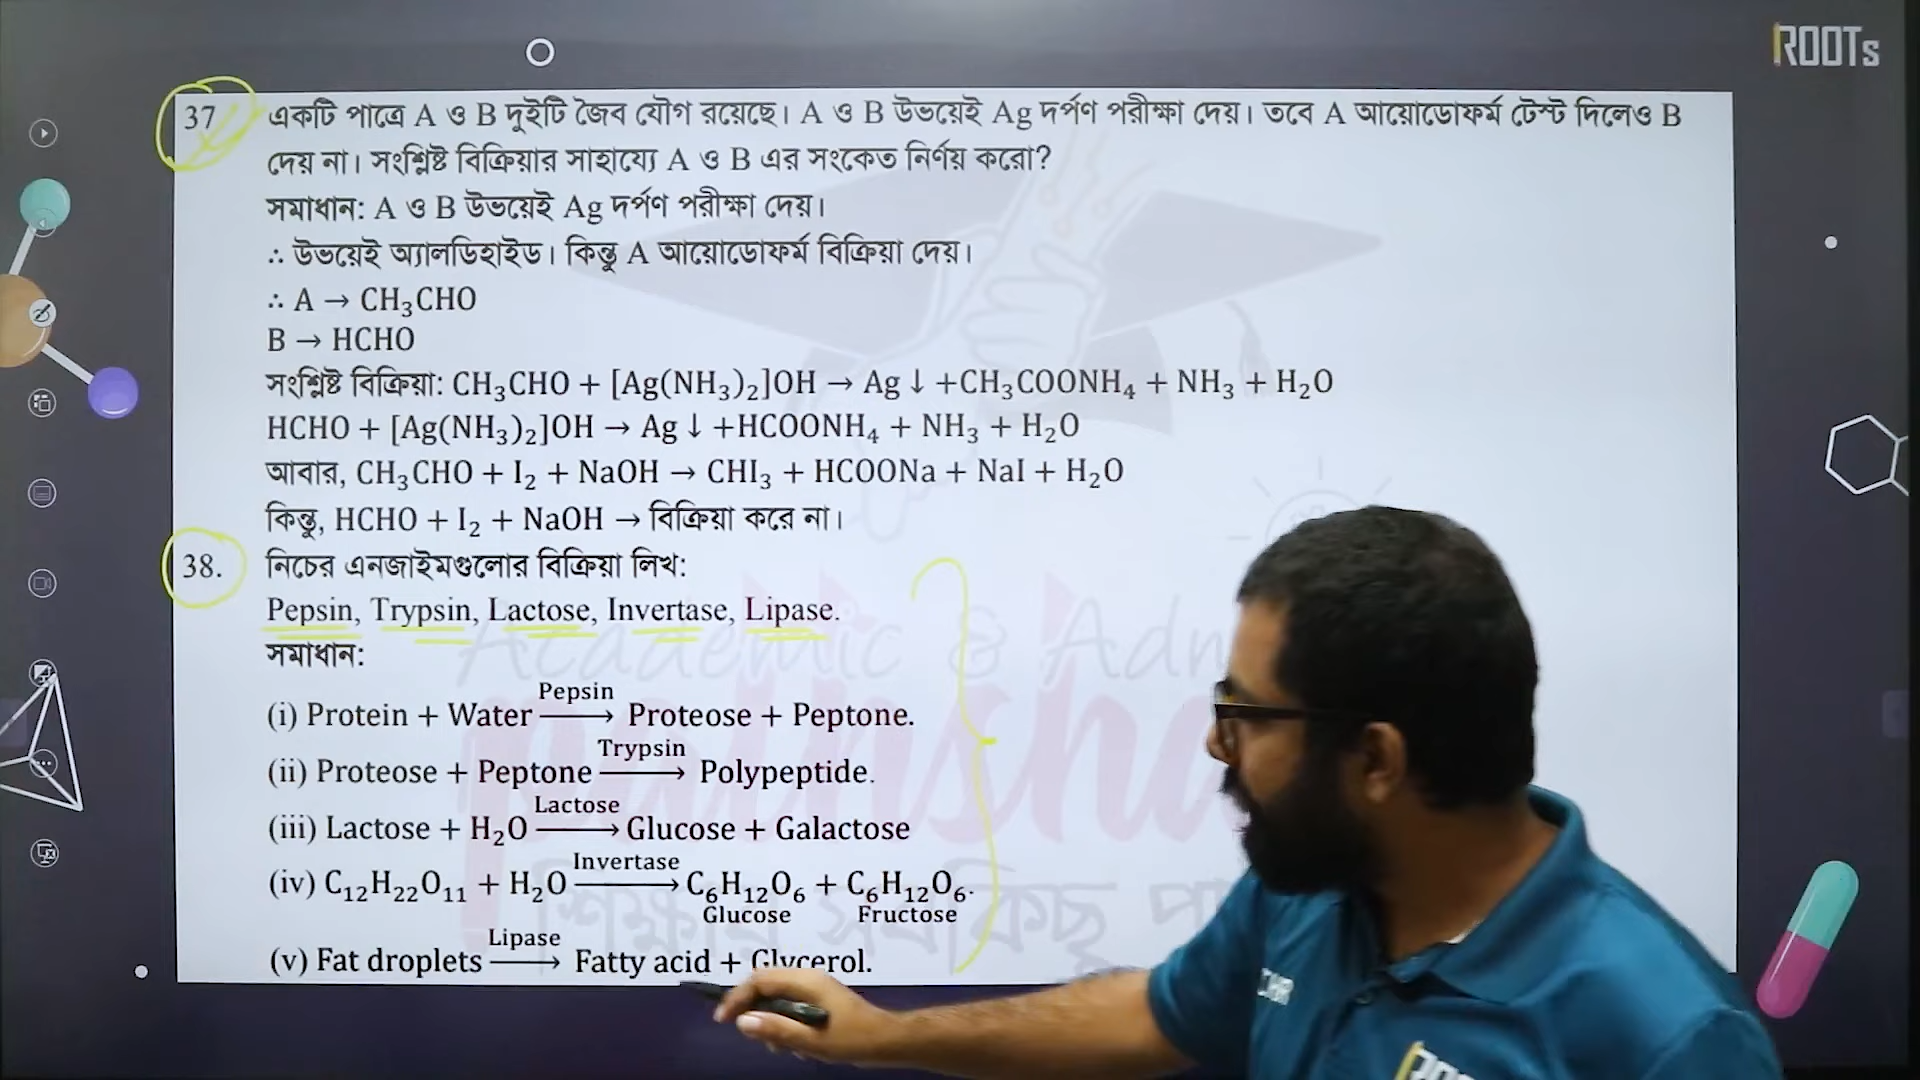 ROOTs
37 একটি পাত্রে A ও B দুইটি জৈব যৌগ রয়েছে। A ও B উভয়েই Ag দর্পণ পরীক্ষা দেয়। তবে A আয়োডোফর্ম টেস্ট দিলেও B
দেয় না। সংশ্লিষ্ট বিক্রিয়ার সাহায্যে A ও B এর সংকেত নির্ণয় করো?
সমাধান: A ও B উভয়েই Ag দর্পণ পরীক্ষা দেয়।
∴ উভয়েই অ্যালডিহাইড। কিন্তু A আয়োডোফর্ম বিক্রিয়া দেয়।
∴ A → CH₃CHO
B → HCHO
সংশ্লিষ্ট বিক্রিয়া: CH₃CHO + [Ag(NH₃)₂]OH → Ag ↓ +CH₃COONH₄ + NH₃ + H₂O
HCHO + [Ag(NH₃)₂]OH → Ag ↓ +HCOONH₄ + NH₃ + H₂O
আবার, CH₃CHO + I₂ + NaOH → CHI₃ + HCOONa + NaI + H₂O
কিন্তু, HCHO + I₂ + NaOH → বিক্রিয়া করে না।
38. নিচের এনজাইমগুলোর বিক্রিয়া লিখ:
Pepsin, Trypsin, Lactose, Invertase, Lipase.
সমাধান:
Pepsin
(i) Protein + Water ⟶ Proteose + Peptone.
Trypsin
(ii) Proteose + Peptone ⟶ Polypeptide.
Lactose
(iii) Lactose + H₂O ⟶ Glucose + Galactose
Invertase
(iv) C₁₂H₂₂O₁₁ + H₂O ⟶ C₆H₁₂O₆ + C₆H₁₂O₆.
Glucose Fructose
Lipase
(v) Fat droplets ⟶ Fatty acid + Glycerol.